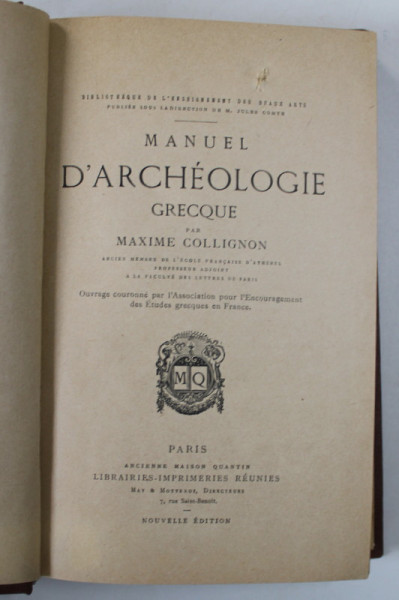 BIBLIOTHÈQUE DE L'ENSEIGNEMENT DES BEAUX ARTS
PUBLIÉE SOUS LA DIRECTION DE M. JULES COMTE
MANUEL
D'ARCHÉOLOGIE
GRECQUE
PAR
MAXIME COLLIGNON
ANCIEN MEMBRE DE L'ÉCOLE FRANÇAISE D'ATHÈNES
PROFESSEUR ADJOINT
A LA FACULTÉ DES LETTRES DE PARIS
Ouvrage couronné par l'Association pour l'Encouragement
des Études grecques en France.
M Q
PARIS
ANCIENNE MAISON QUANTIN
LIBRAIRIES-IMPRIMERIES RÉUNIES
MAY & MOTTEROZ, DIRECTEURS
7, rue Saint-Benoît.
NOUVELLE ÉDITION